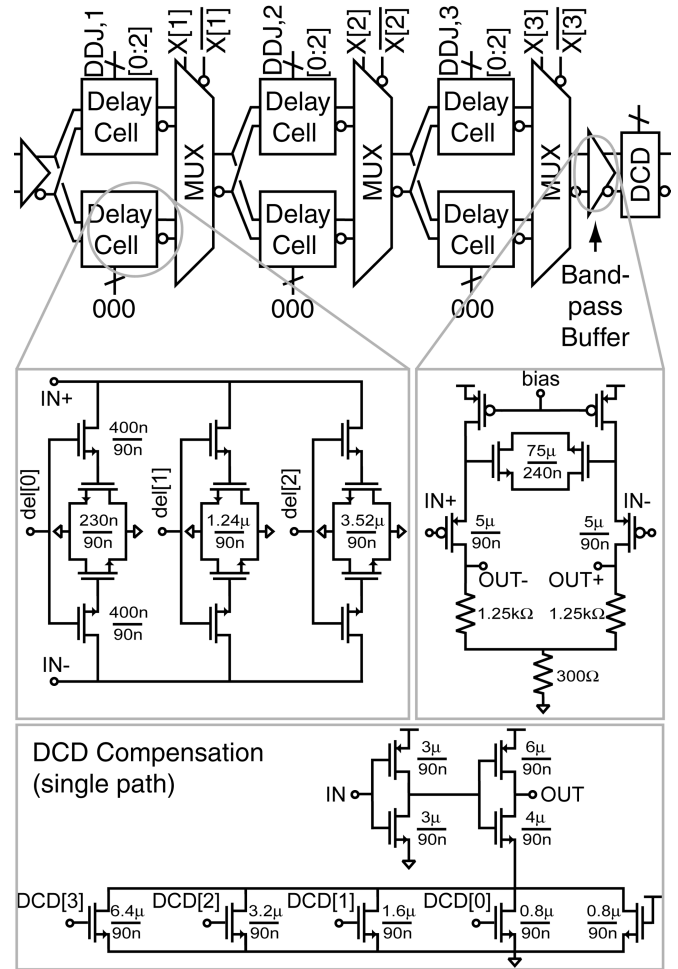 DDJ,1
[0:2]
X[1]
X[1]
DDJ,2
[0:2]
X[2]
X[2]
DDJ,3
[0:2]
X[3]
X[3]
Delay
Cell
Delay
Cell
Delay
Cell
MUX
MUX
MUX
DCD
Delay
Cell
Delay
Cell
Delay
Cell
000
000
000
Band-
pass
Buffer
IN+
400n
90n
del[0]
del[1]
del[2]
230n
90n
1.24μ
90n
3.52μ
90n
400n
90n
IN-
bias
75μ
240n
IN+
IN-
5μ
90n
5μ
90n
OUT-
OUT+
1.25kΩ
1.25kΩ
300Ω
DCD Compensation
(single path)
3μ
90n
6μ
90n
IN
OUT
3μ
90n
4μ
90n
DCD[3]
DCD[2]
DCD[1]
DCD[0]
6.4μ
90n
3.2μ
90n
1.6μ
90n
0.8μ
90n
0.8μ
90n